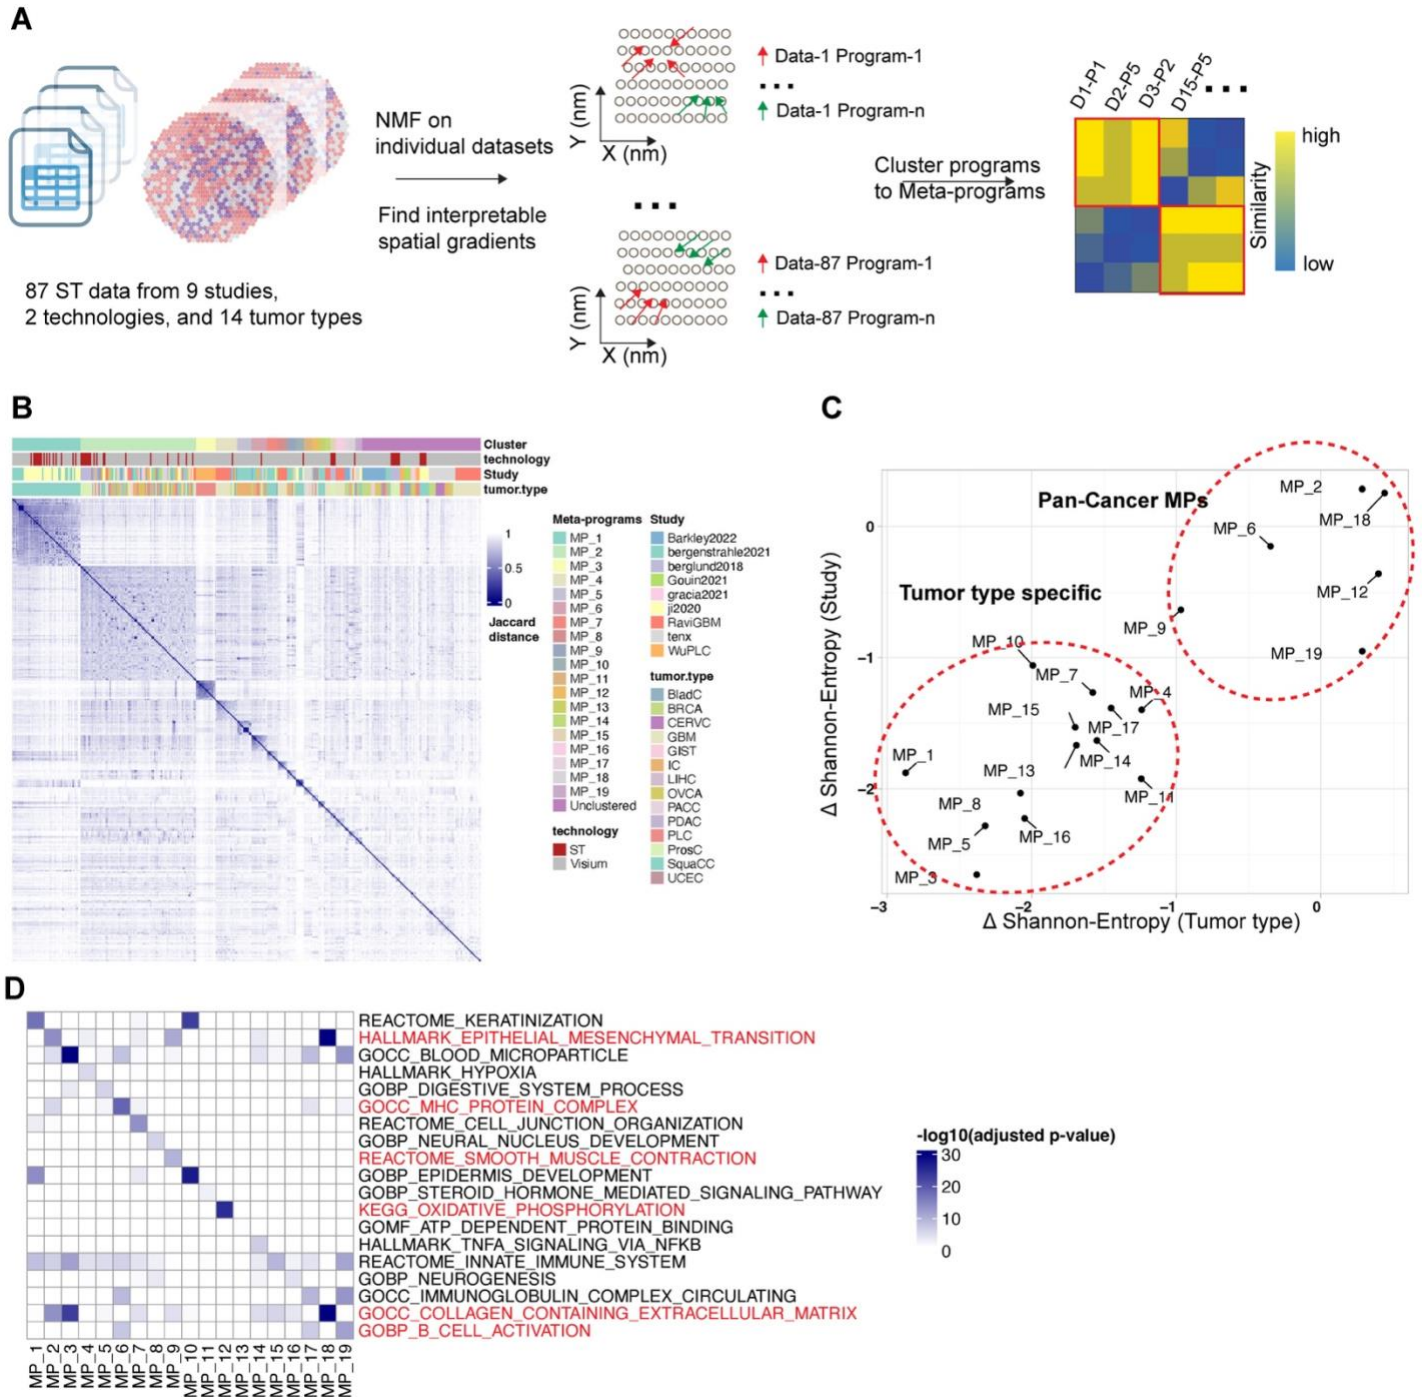 A
87 ST data from 9 studies,
2 technologies, and 14 tumor types
NMF on
individual datasets
Find interpretable
spatial gradients
Y (nm)
X (nm)
Data-1 Program-1
Data-1 Program-n
Y (nm)
X (nm)
Data-87 Program-1
Data-87 Program-n
Cluster programs
to Meta-programs
D1-P1
D2-P5
D3-P2
D15-P5
Similarity
high
low
B
Cluster
technology
Study
tumor.type
1
0.5
0
Jaccard
distance
Meta-programs
MP_1
MP_2
MP_3
MP_4
MP_5
MP_6
MP_7
MP_8
MP_9
MP_10
MP_11
MP_12
MP_13
MP_14
MP_15
MP_16
MP_17
MP_18
MP_19
Unclustered
technology
ST
Visium
Study
Barkley2022
bergenstrahle2021
berglund2018
Gouin2021
gracia2021
ji2020
RaviGBM
tenx
WuPLC
tumor.type
BladC
BRCA
CERVC
GBM
GIST
IC
LIHC
OVCA
PACC
PDAC
PLC
ProsC
SquaCC
UCEC
C
Pan-Cancer MPs
Tumor type specific
MP_2
MP_18
MP_6
MP_12
MP_9
MP_19
MP_10
MP_7
MP_4
MP_15
MP_17
MP_14
MP_1
MP_13
MP_11
MP_8
MP_5
MP_16
MP_3
0
−1
−2
−3
−2
−1
0
Δ Shannon-Entropy (Study)
Δ Shannon-Entropy (Tumor type)
D
REACTOME_KERATINIZATION
HALLMARK_EPITHELIAL_MESENCHYMAL_TRANSITION
GOCC_BLOOD_MICROPARTICLE
HALLMARK_HYPOXIA
GOBP_DIGESTIVE_SYSTEM_PROCESS
GOCC_MHC_PROTEIN_COMPLEX
REACTOME_CELL_JUNCTION_ORGANIZATION
GOBP_NEURAL_NUCLEUS_DEVELOPMENT
REACTOME_SMOOTH_MUSCLE_CONTRACTION
GOBP_EPIDERMIS_DEVELOPMENT
GOBP_STEROID_HORMONE_MEDIATED_SIGNALING_PATHWAY
KEGG_OXIDATIVE_PHOSPHORYLATION
GOMF_ATP_DEPENDENT_PROTEIN_BINDING
HALLMARK_TNFA_SIGNALING_VIA_NFKB
REACTOME_INNATE_IMMUNE_SYSTEM
GOBP_NEUROGENESIS
GOCC_IMMUNOGLOBULIN_COMPLEX_CIRCULATING
GOCC_COLLAGEN_CONTAINING_EXTRACELLULAR_MATRIX
GOBP_B_CELL_ACTIVATION
MP_1
MP_2
MP_3
MP_4
MP_5
MP_6
MP_7
MP_8
MP_9
MP_10
MP_11
MP_12
MP_13
MP_14
MP_15
MP_16
MP_17
MP_18
MP_19
-log10(adjusted p-value)
30
20
10
0